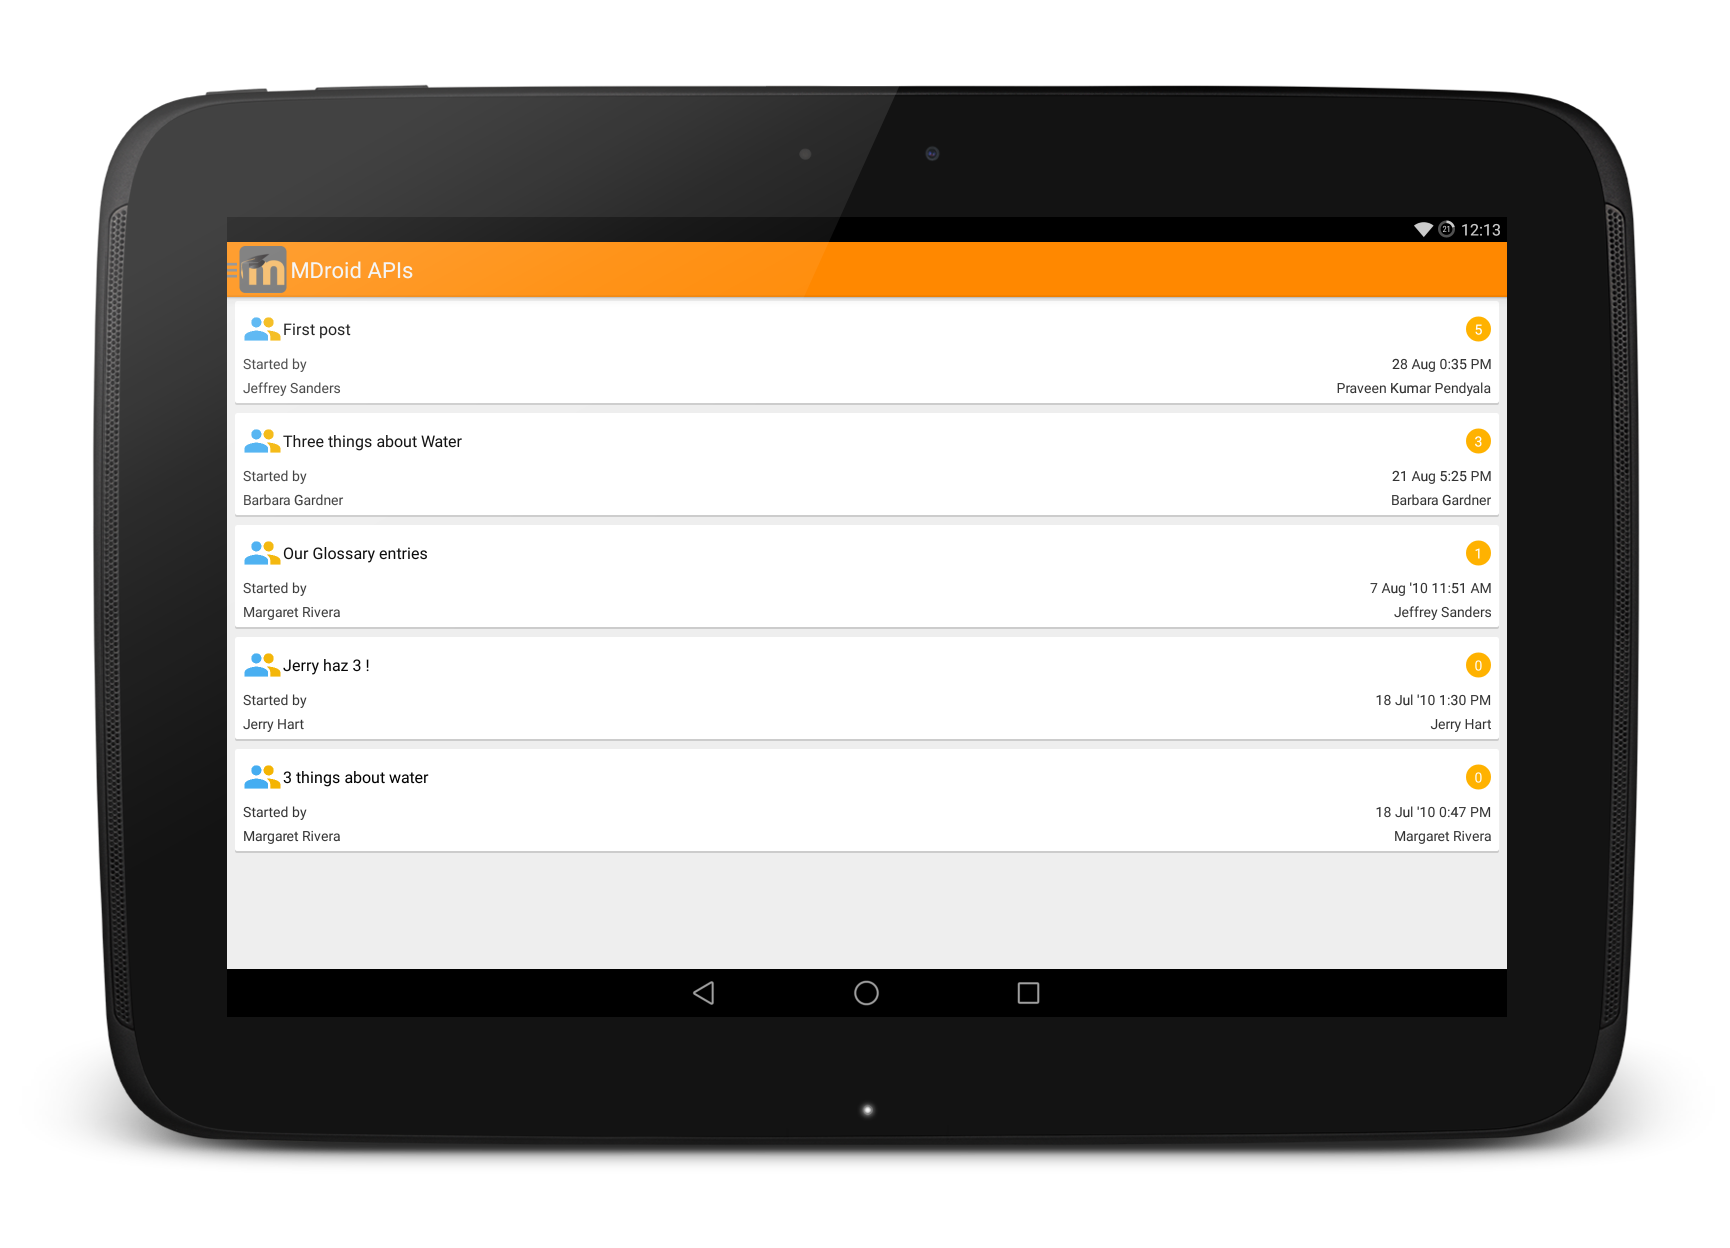 21 12:13
m MDroid APIs
First post 5
Started by 28 Aug 0:35 PM
Jeffrey Sanders Praveen Kumar Pendyala
Three things about Water 3
Started by 21 Aug 5:25 PM
Barbara Gardner Barbara Gardner
Our Glossary entries 1
Started by 7 Aug '10 11:51 AM
Margaret Rivera Jeffrey Sanders
Jerry haz 3 ! 0
Started by 18 Jul '10 1:30 PM
Jerry Hart Jerry Hart
3 things about water 0
Started by 18 Jul '10 0:47 PM
Margaret Rivera Margaret Rivera